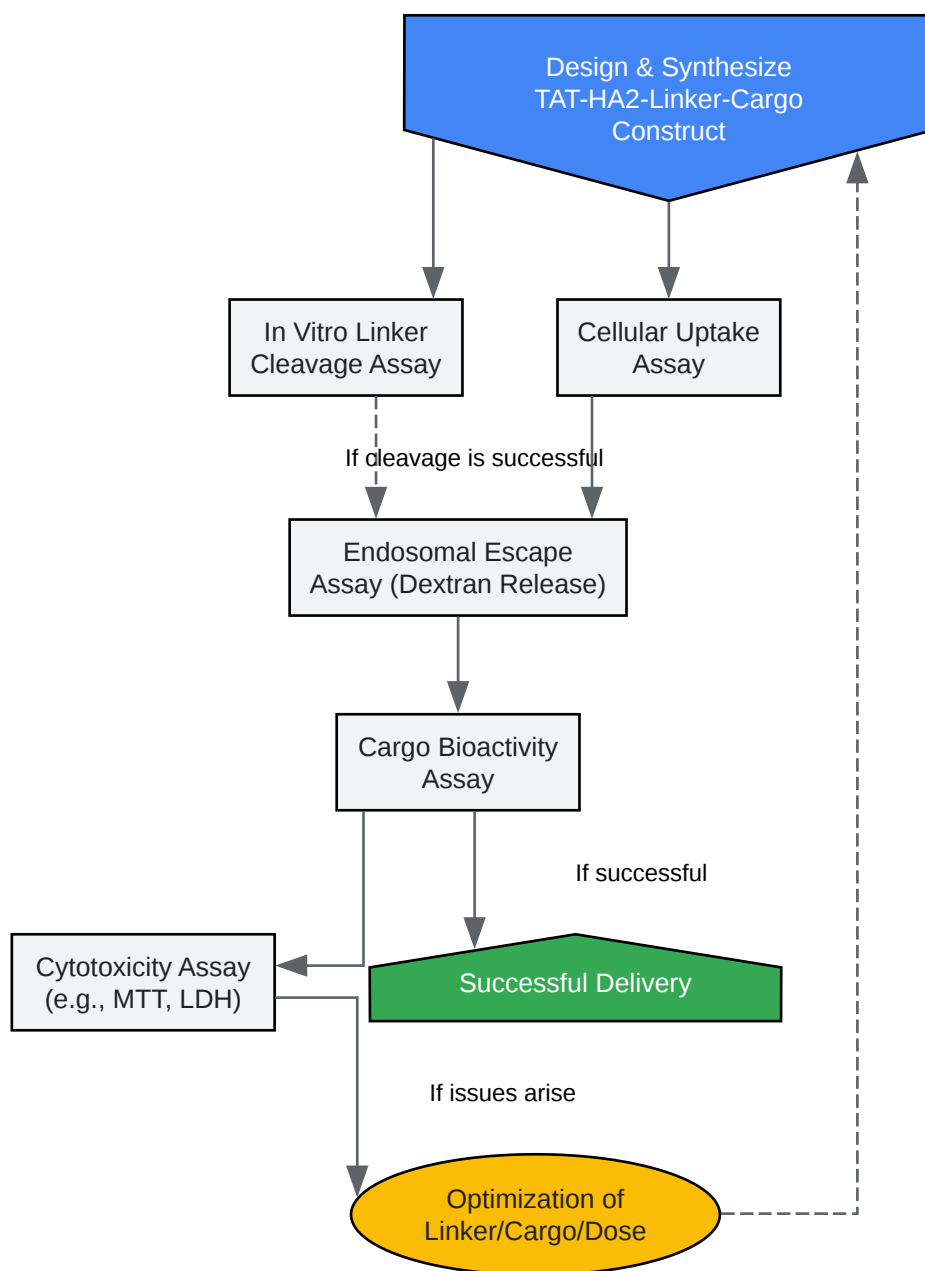 Design & Synthesize
TAT-HA2-Linker-Cargo
Construct
In Vitro Linker
Cleavage Assay
Cellular Uptake
Assay
If cleavage is successful
Endosomal Escape
Assay (Dextran Release)
Cargo Bioactivity
Assay
If successful
Cytotoxicity Assay
(e.g., MTT, LDH)
Successful Delivery
If issues arise
Optimization of
Linker/Cargo/Dose